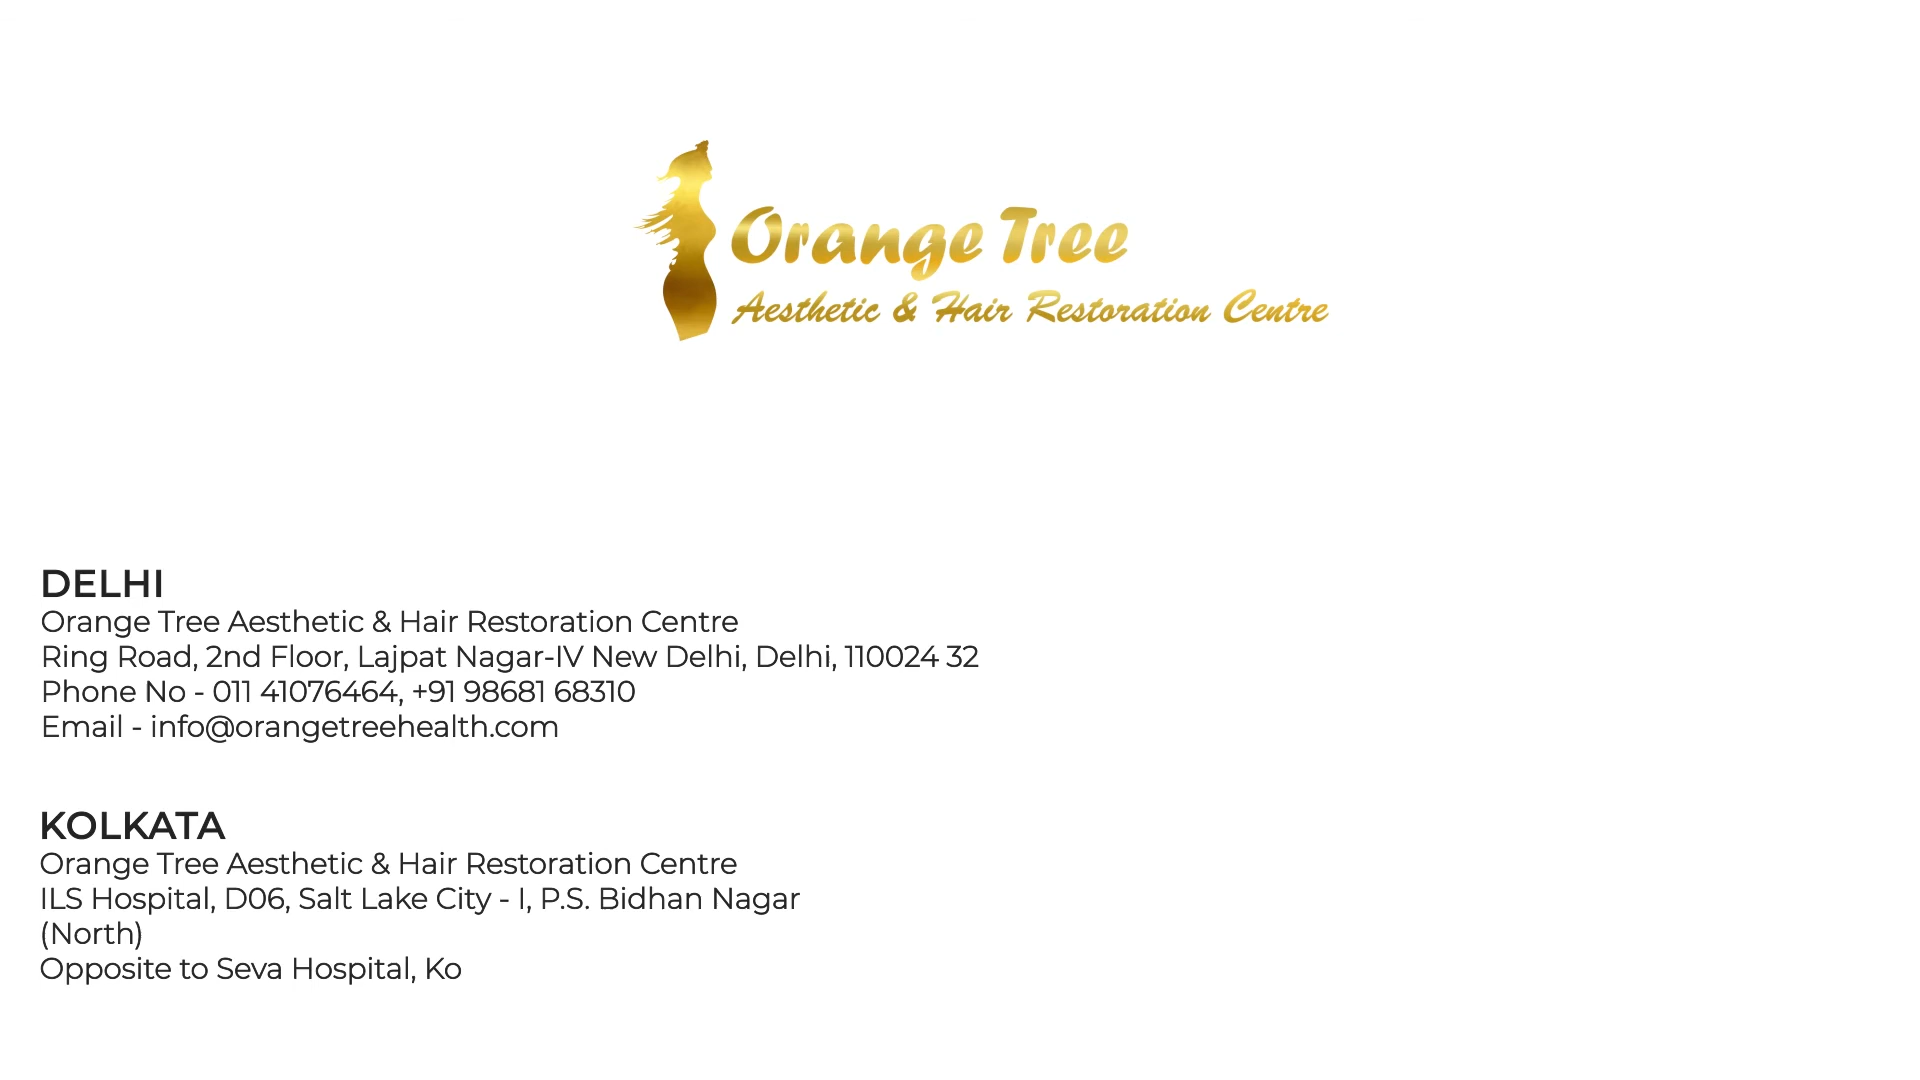 Orange Tree
Aesthetic & Hair Restoration Centre
DELHI
Orange Tree Aesthetic & Hair Restoration Centre
Ring Road, 2nd Floor, Lajpat Nagar-IV New Delhi, Delhi, 110024 32
Phone No - 011 41076464, +91 98681 68310
Email - info@orangetreehealth.com
KOLKATA
Orange Tree Aesthetic & Hair Restoration Centre
ILS Hospital, D06, Salt Lake City - I, P.S. Bidhan Nagar
(North)
Opposite to Seva Hospital, Ko